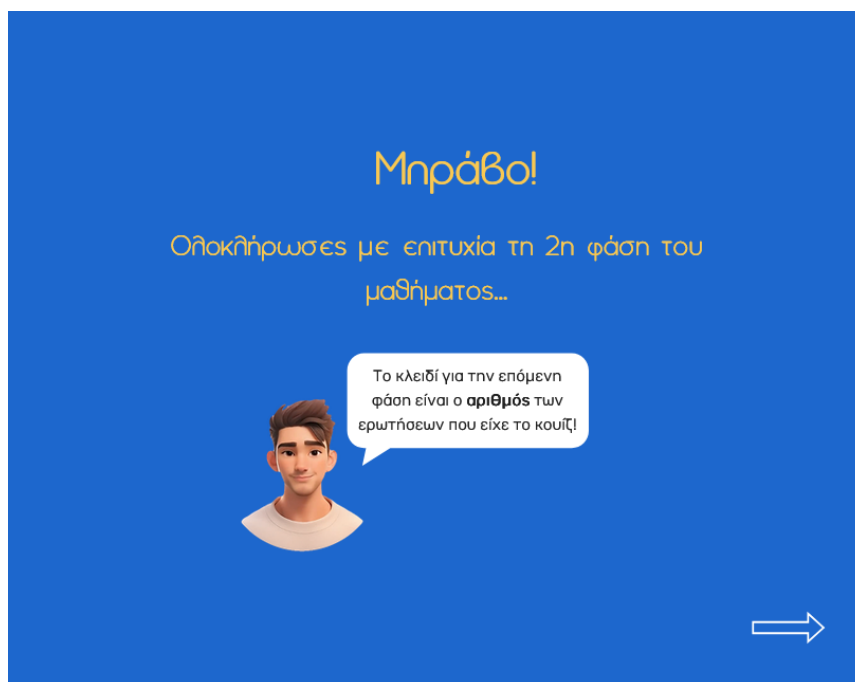 Μπράβο!
Ολοκλήρωσες με επιτυχία τη 2η φάση του
μαθήματος...
Το κλειδί για την επόμενη
φάση είναι ο αριθμός των
ερωτήσεων που είχε το κουίζ!